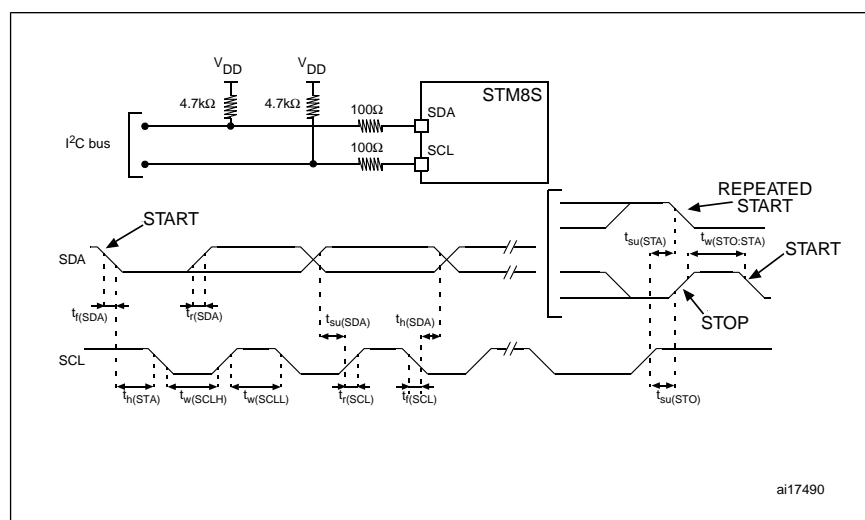 VDD VDD
STM8S
4.7kΩ 4.7kΩ 100Ω SDA
I²C bus
100Ω SCL
REPEATED
START
START
tsu(STA) tw(STO:STA)
START
SDA
tf(SDA) tr(SDA) tsu(SDA) th(SDA)
STOP
SCL
th(STA) tw(SCLH) tw(SCLL) tr(SCL) tf(SCL) tsu(STO)
ai17490